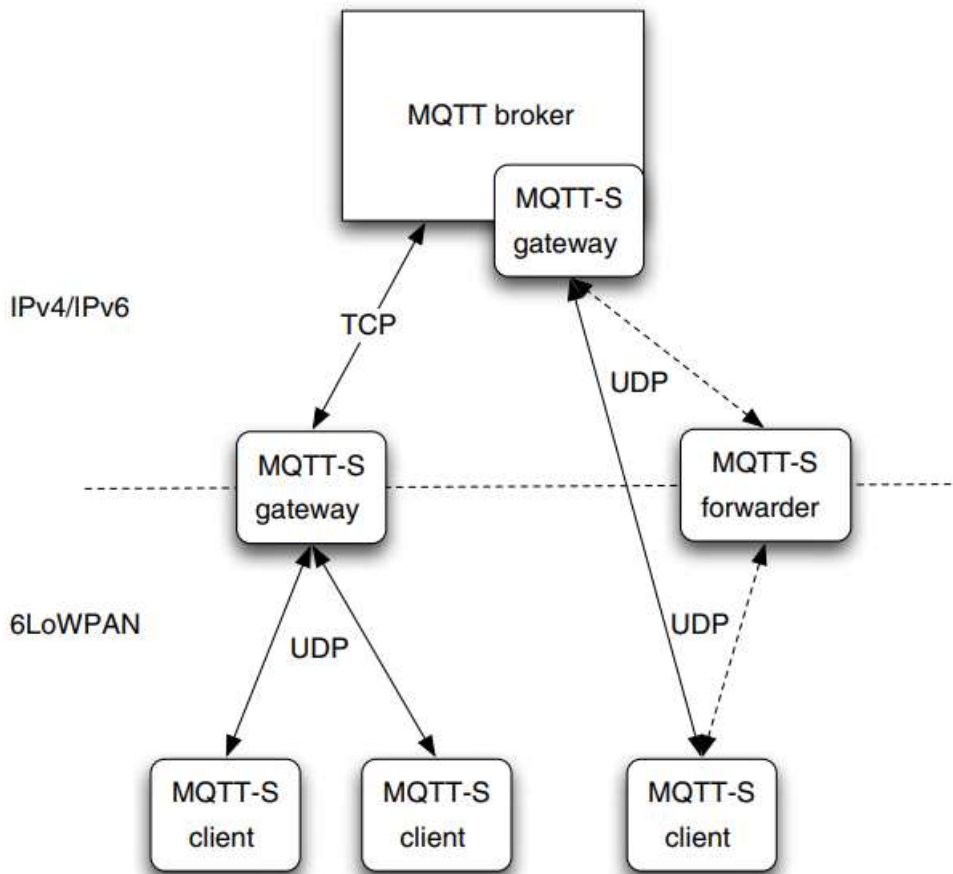 MQTT broker
MQTT-S
gateway
IPv4/IPv6
TCP
UDP
MQTT-S
gateway
MQTT-S
forwarder
6LoWPAN
UDP
UDP
MQTT-S
client
MQTT-S
client
MQTT-S
client